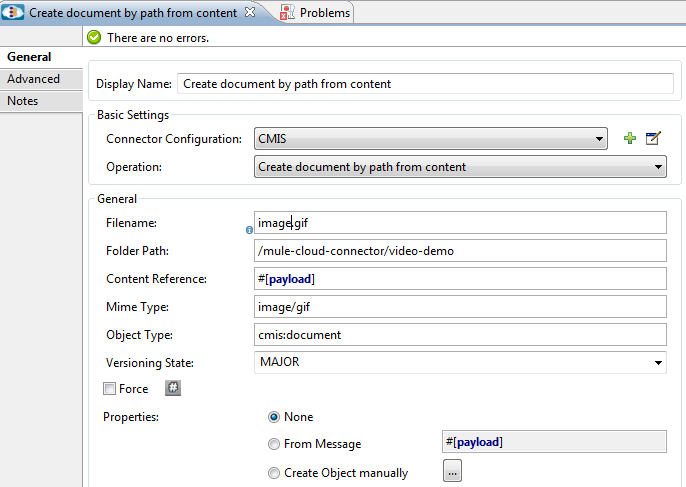 Create document by path from content Problems
There are no errors.
General
Advanced
Notes
Display Name: Create document by path from content
Basic Settings
Connector Configuration: CMIS
Operation: Create document by path from content
General
Filename: image.gif
Folder Path: /mule-cloud-connector/video-demo
Content Reference: #[payload]
Mime Type: image/gif
Object Type: cmis:document
Versioning State: MAJOR
Force #
Properties: None
From Message #[payload]
Create Object manually ...